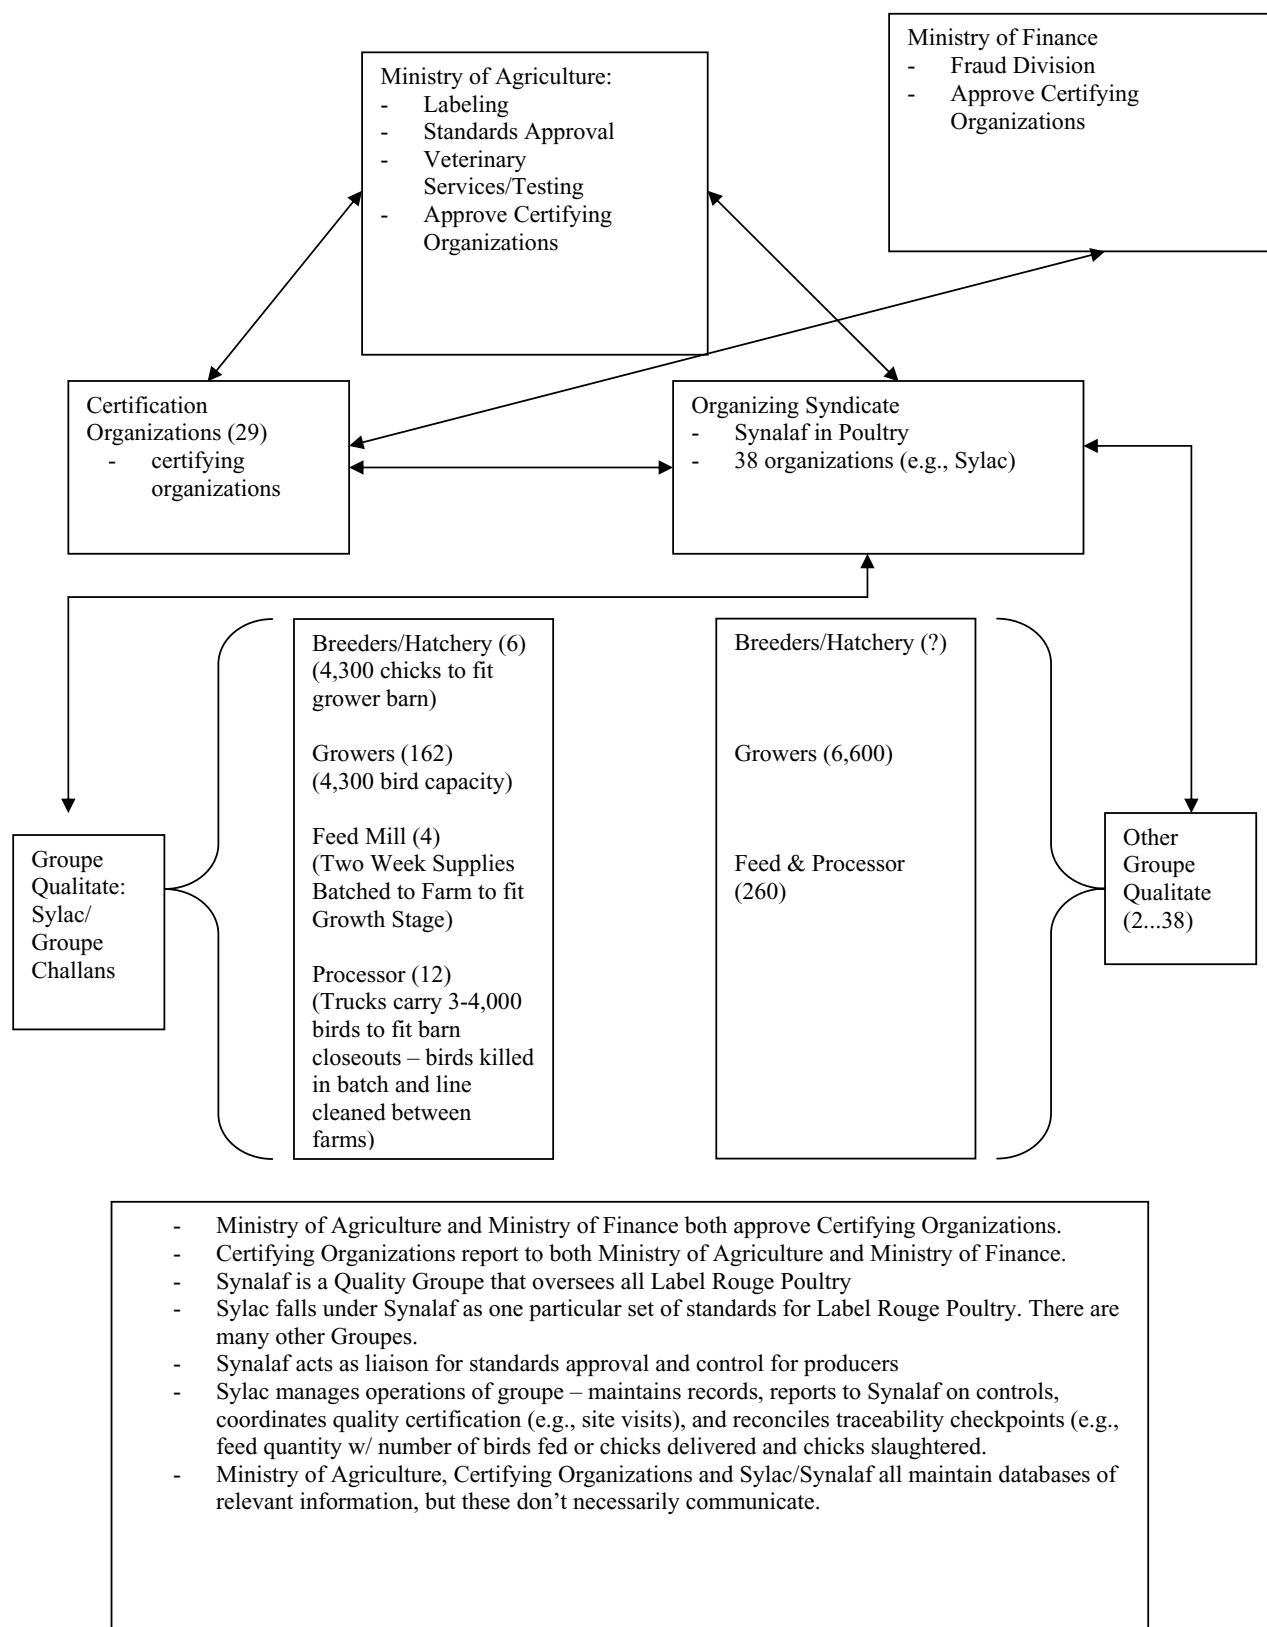 Ministry of Finance
- Fraud Division
- Approve Certifying
Organizations
Ministry of Agriculture:
- Labeling
- Standards Approval
- Veterinary
Services/Testing
- Approve Certifying
Organizations
Certification
Organizations (29)
- certifying
organizations
Organizing Syndicate
- Synalaf in Poultry
- 38 organizations (e.g., Sylac)
Groupe
Qualitate:
Sylac/
Groupe
Challans
Breeders/Hatchery (6)
(4,300 chicks to fit
grower barn)
Growers (162)
(4,300 bird capacity)
Feed Mill (4)
(Two Week Supplies
Batched to Farm to fit
Growth Stage)
Processor (12)
(Trucks carry 3-4,000
birds to fit barn
closeouts – birds killed
in batch and line
cleaned between
farms)
Breeders/Hatchery (?)
Growers (6,600)
Feed & Processor
(260)
Other
Groupe
Qualitate
(2...38)
- Ministry of Agriculture and Ministry of Finance both approve Certifying Organizations.
- Certifying Organizations report to both Ministry of Agriculture and Ministry of Finance.
- Synalaf is a Quality Groupe that oversees all Label Rouge Poultry
- Sylac falls under Synalaf as one particular set of standards for Label Rouge Poultry. There are
many other Groupes.
- Synalaf acts as liaison for standards approval and control for producers
- Sylac manages operations of groupe – maintains records, reports to Synalaf on controls,
coordinates quality certification (e.g., site visits), and reconciles traceability checkpoints (e.g.,
feed quantity w/ number of birds fed or chicks delivered and chicks slaughtered.
- Ministry of Agriculture, Certifying Organizations and Sylac/Synalaf all maintain databases of
relevant information, but these don’t necessarily communicate.